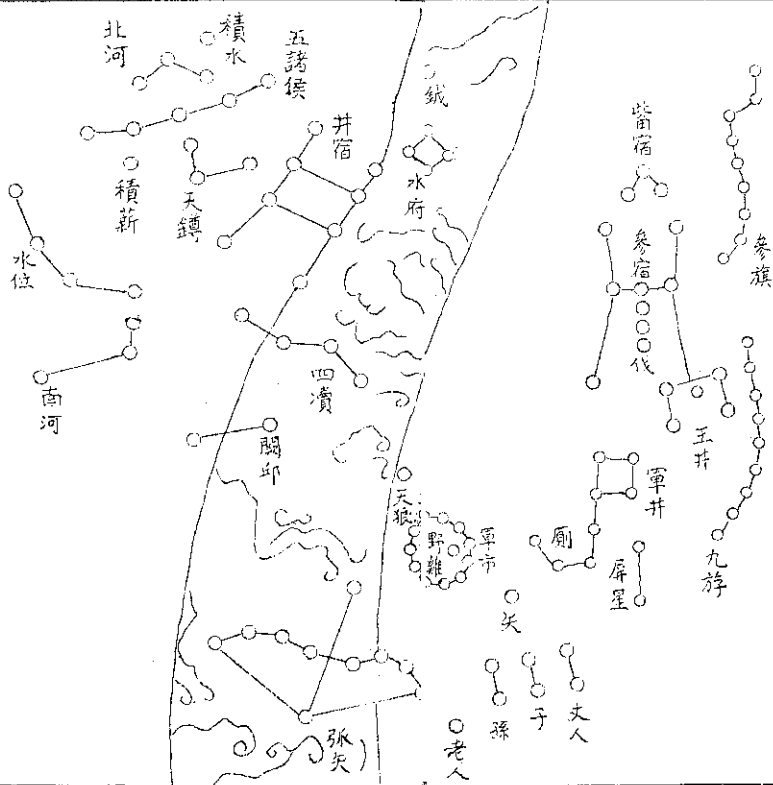 北河
積水
五諸侯
鉞
井宿
觜宿
積薪
天鐏
水府
參旗
參宿
水位
伐
四瀆
南河
闕邱
玉井
天狼
軍市
野雞
廁
軍井
屏星
九斿
矢
孫
子
丈人
弧矢
老人